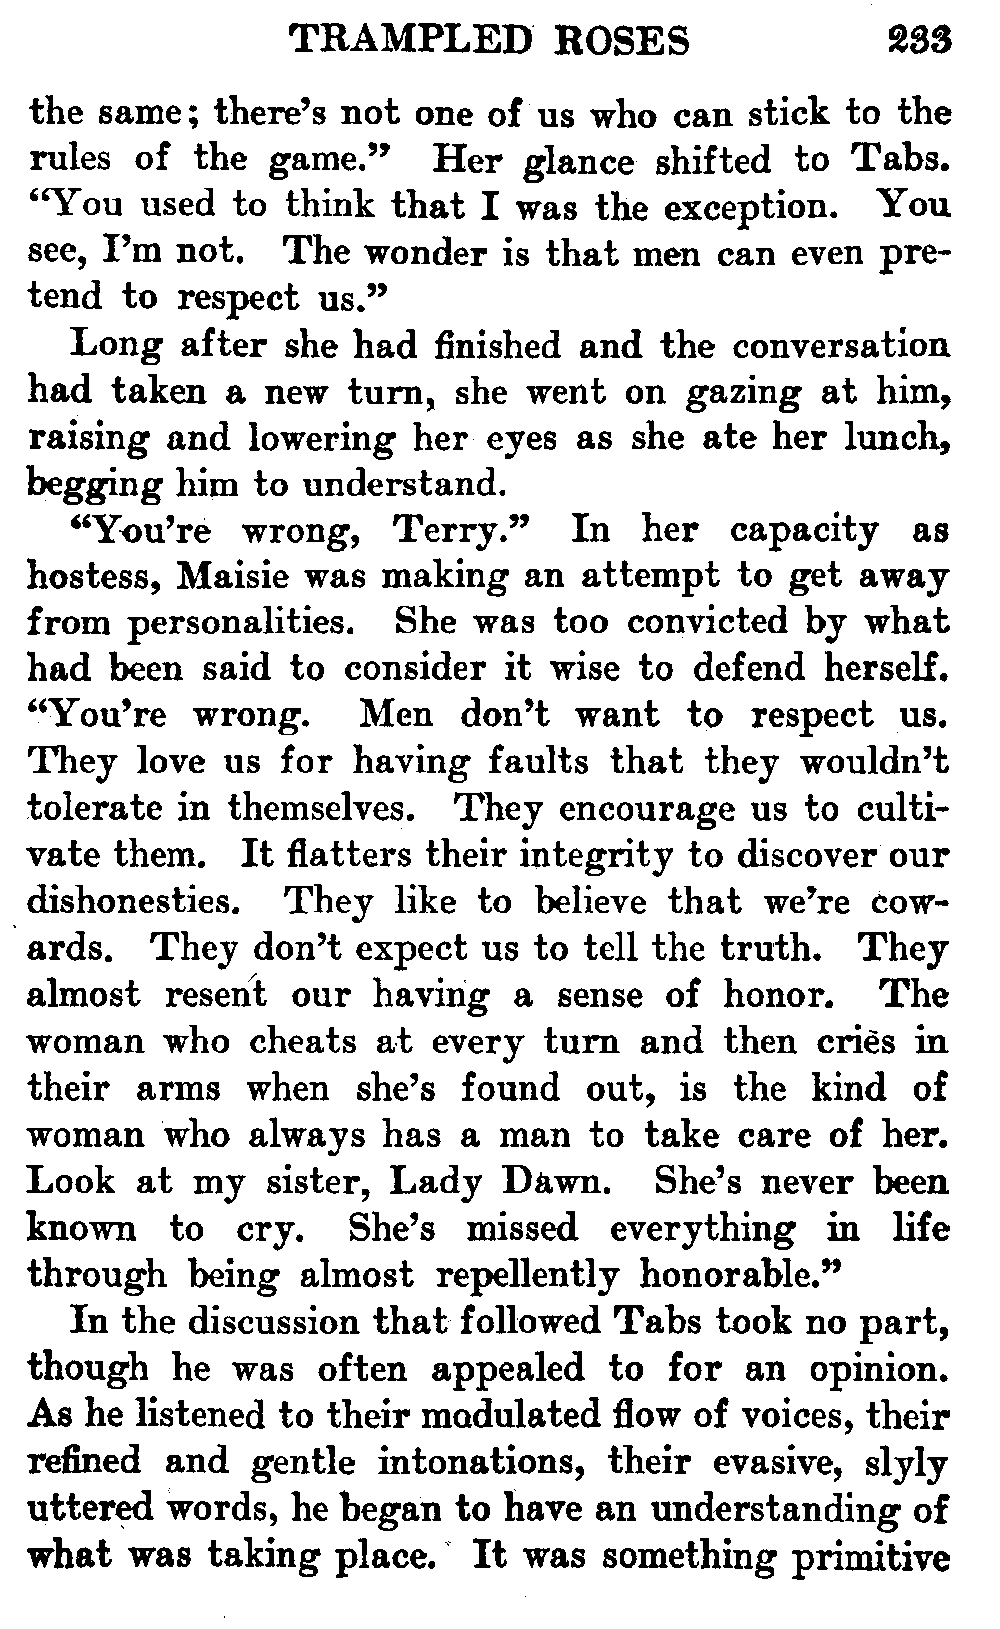 TRAMPLED ROSES 233
the same; there's not one of us who can stick to the
rules of the game." Her glance shifted to Tabs.
"You used to think that I was the exception. You
see, I'm not. The wonder is that men can even pre-
tend to respect us."
Long after she had finished and the conversation
had taken a new turn, she went on gazing at him,
raising and lowering her eyes as she ate her lunch,
begging him to understand.
"You're wrong, Terry." In her capacity as
hostess, Maisie was making an attempt to get away
from personalities. She was too convicted by what
had been said to consider it wise to defend herself.
"You're wrong. Men don't want to respect us.
They love us for having faults that they wouldn't
tolerate in themselves. They encourage us to culti-
vate them. It flatters their integrity to discover our
dishonesties. They like to believe that we're cow-
ards. They don't expect us to tell the truth. They
almost resent our having a sense of honor. The
woman who cheats at every turn and then cries in
their arms when she's found out, is the kind of
woman who always has a man to take care of her.
Look at my sister, Lady Dawn. She's never been
known to cry. She's missed everything in life
through being almost repellently honorable."
In the discussion that followed Tabs took no part,
though he was often appealed to for an opinion.
As he listened to their modulated flow of voices, their
refined and gentle intonations, their evasive, slyly
uttered words, he began to have an understanding of
what was taking place. It was something primitive